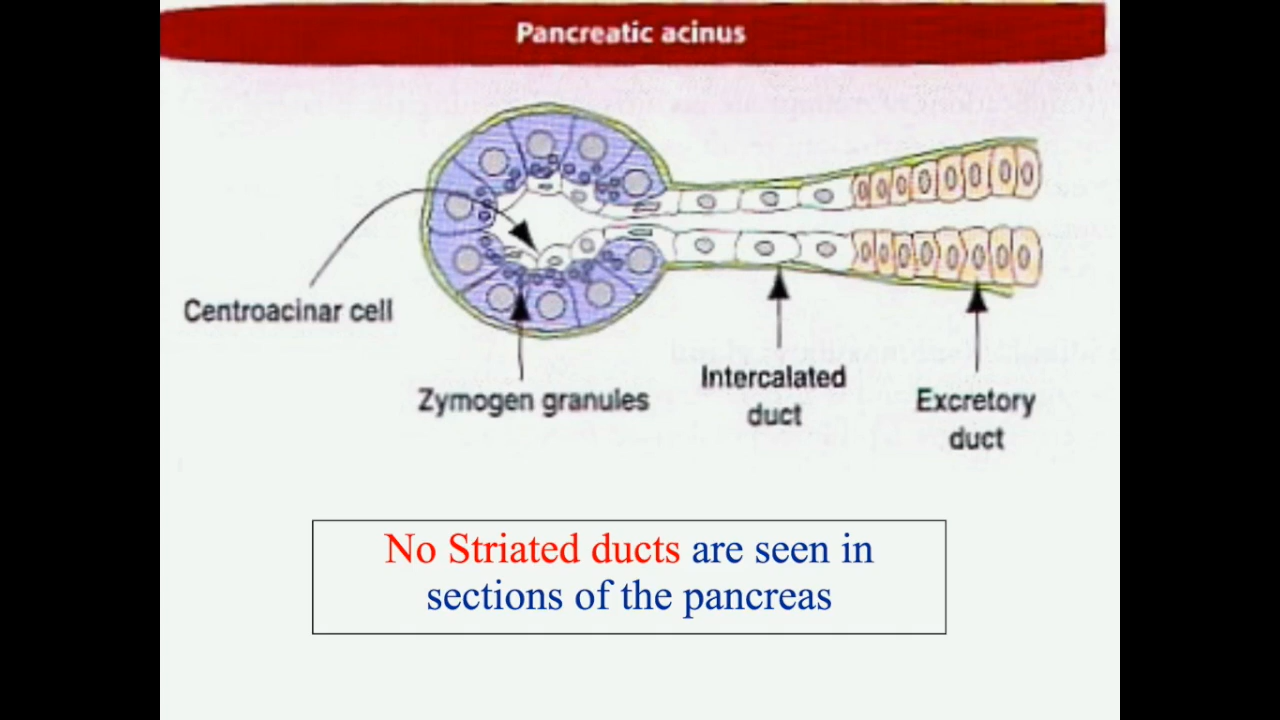 Pancreatic acinus
Centroacinar cell
Zymogen granules
Intercalated
duct
Excretory
duct
No Striated ducts are seen in
sections of the pancreas